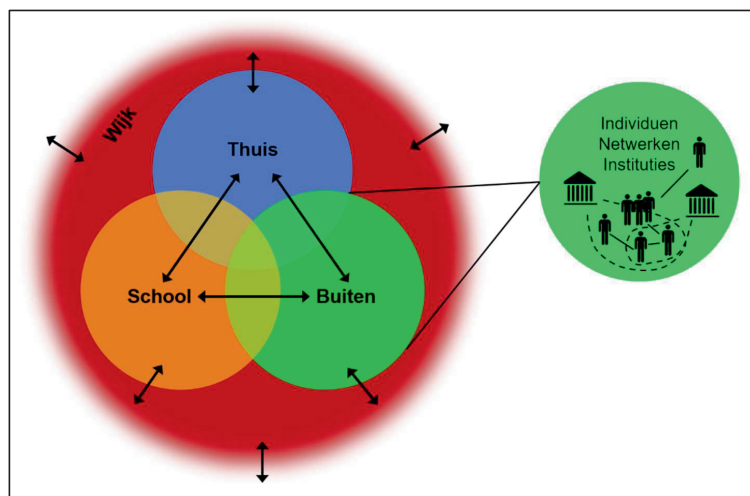 Wijk
Thuis
School
Buiten
Individuen
Netwerken
Instituties